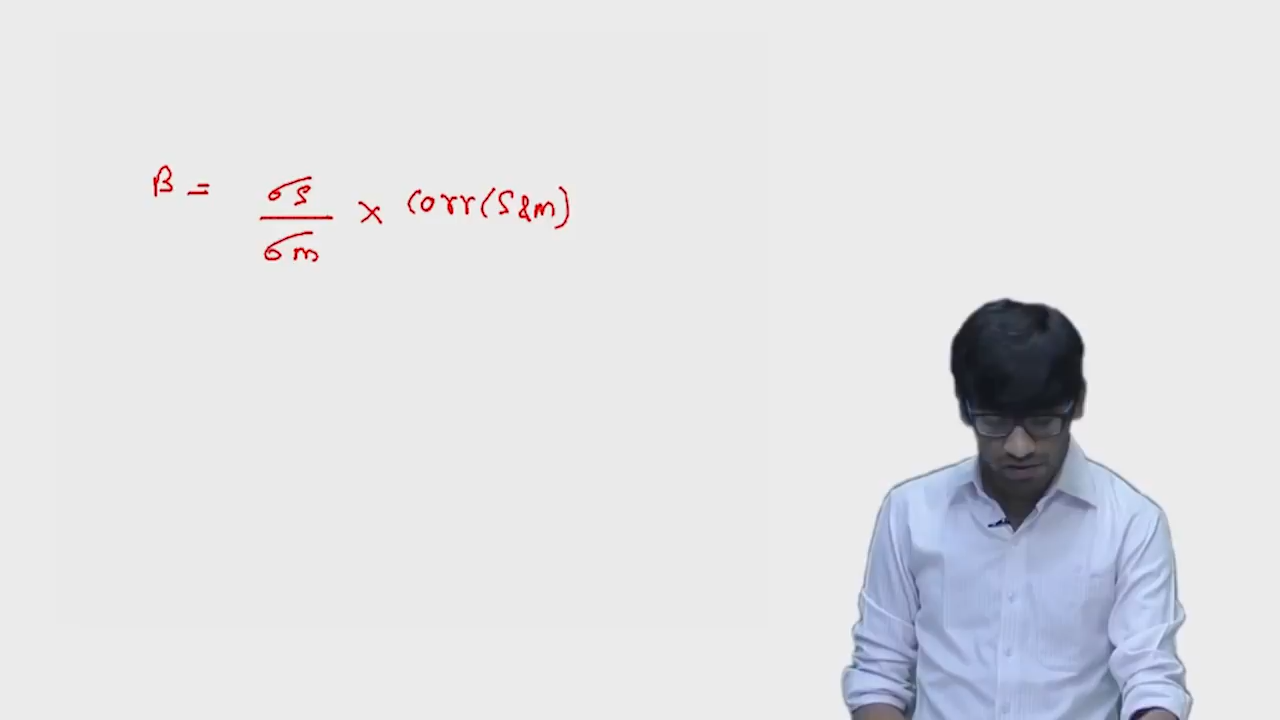 β = σs / σm × Corr(S&m)